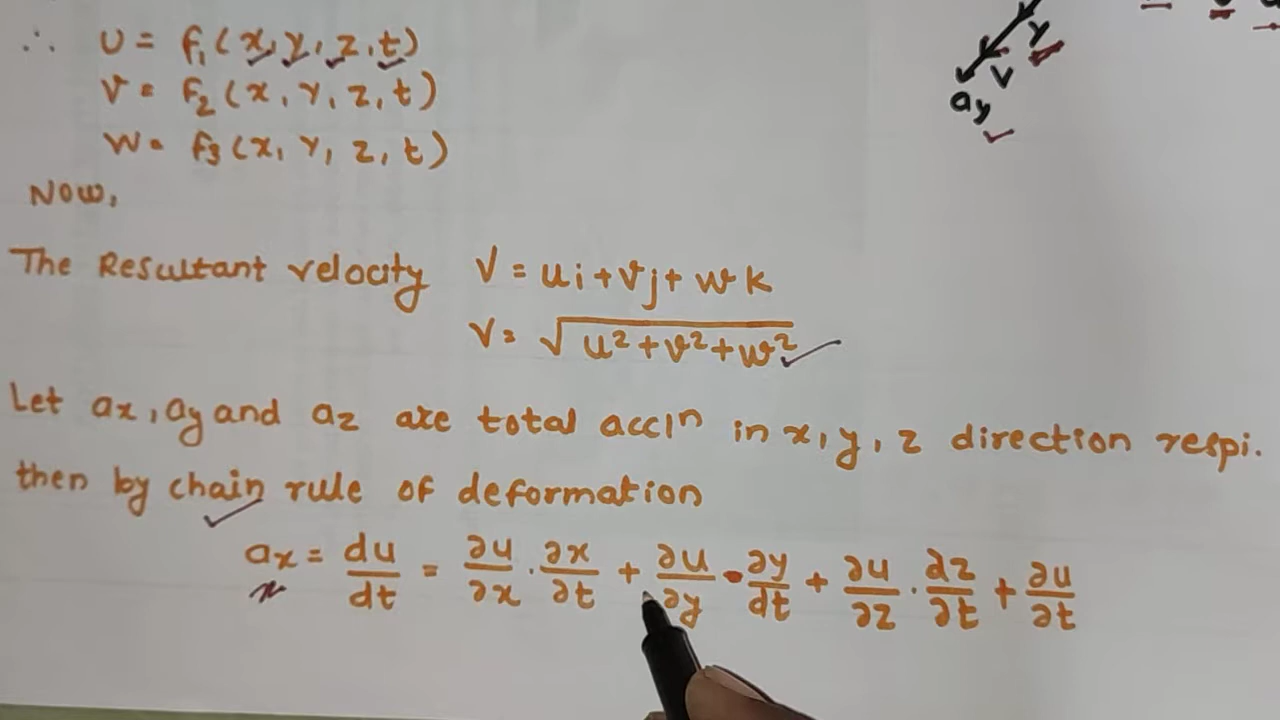 ∴ U = f₁(x, y, z, t)
V = f₂(x, y, z, t)
W = f₃(x, y, z, t)
y
V
ay
Now,
The Resultant velocity V = ui + vj + wk
V = √(u² + v² + w²)
Let ax, ay and az are total accln in x, y, z direction respi.
then by chain rule of deformation
ax = du/dt = ∂u/∂x · ∂x/∂t + ∂u/∂y · ∂y/dt + ∂u/∂z · dz/∂t + ∂u/∂t
x